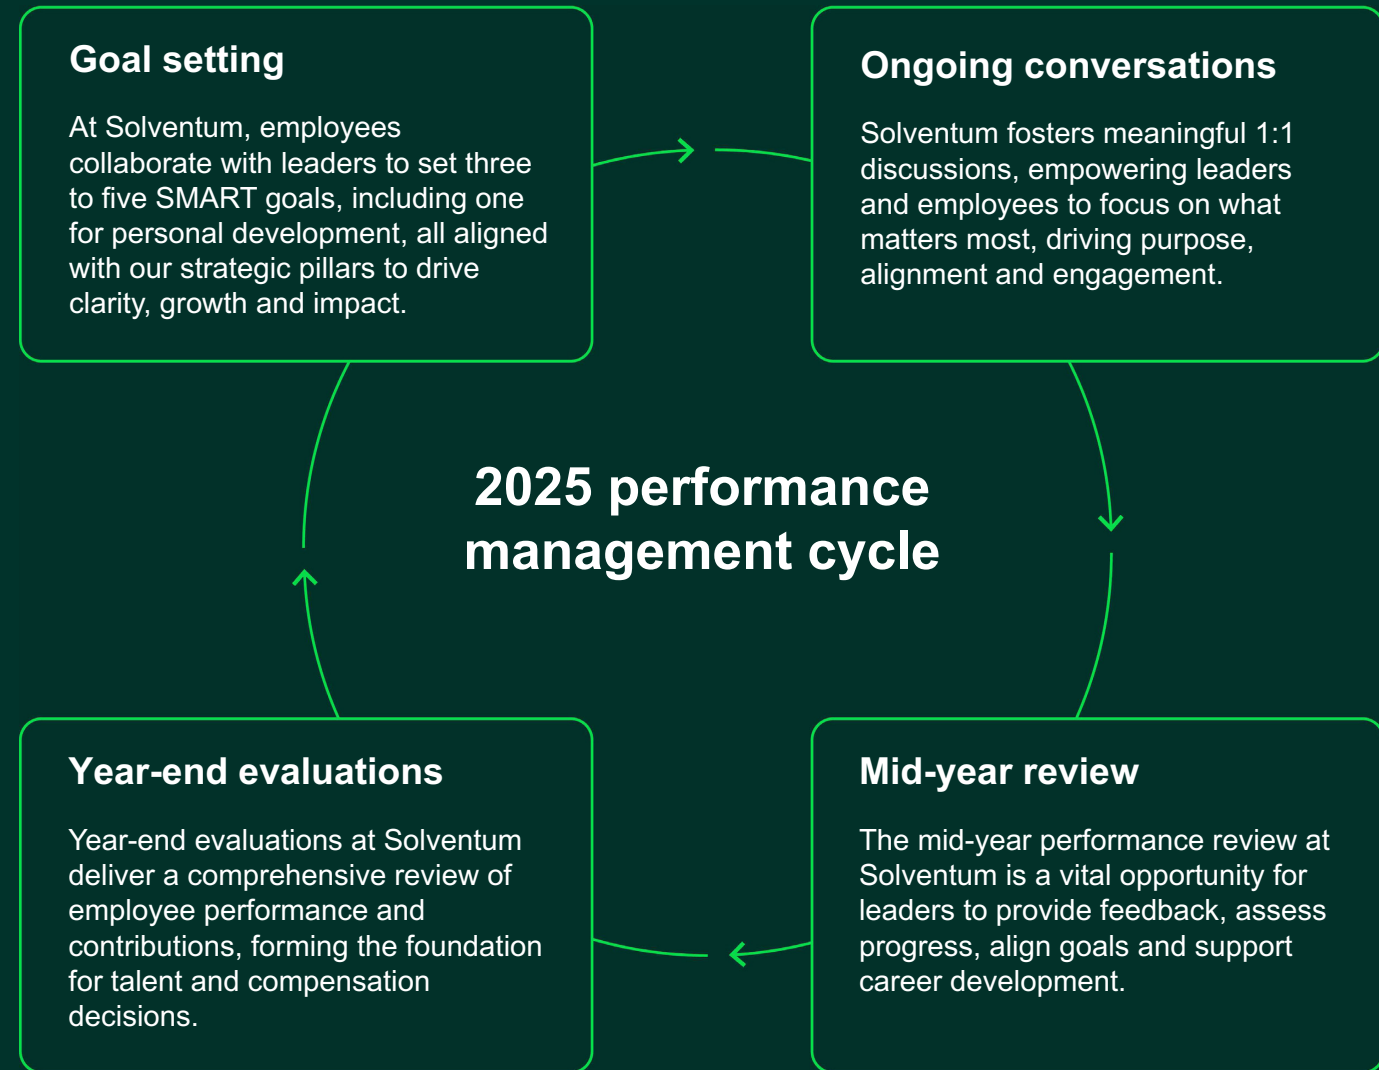 Goal setting
At Solventum, employees
collaborate with leaders to set three
to five SMART goals, including one
for personal development, all aligned
with our strategic pillars to drive
clarity, growth and impact.
Ongoing conversations
Solventum fosters meaningful 1:1
discussions, empowering leaders
and employees to focus on what
matters most, driving purpose,
alignment and engagement.
2025 performance
management cycle
Year-end evaluations
Year-end evaluations at Solventum
deliver a comprehensive review of
employee performance and
contributions, forming the foundation
for talent and compensation
decisions.
Mid-year review
The mid-year performance review at
Solventum is a vital opportunity for
leaders to provide feedback, assess
progress, align goals and support
career development.